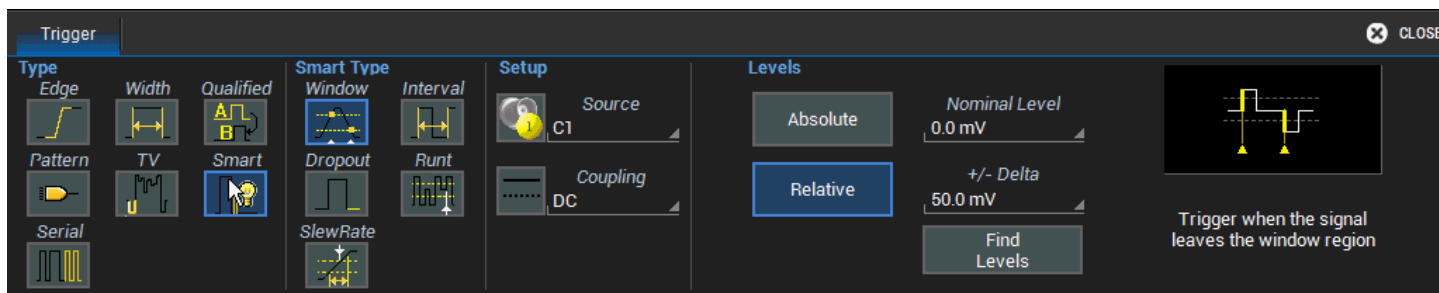 Trigger
CLOSE
Type
Edge
Width
Qualified
A
B
Pattern
TV
Smart
U
Serial
Smart Type
Window
Interval
Dropout
Runt
SlewRate
Setup
Source
1
C1
Coupling
DC
Levels
Absolute
Nominal Level
0.0 mV
Relative
+/- Delta
50.0 mV
Find
Levels
Trigger when the signal
leaves the window region